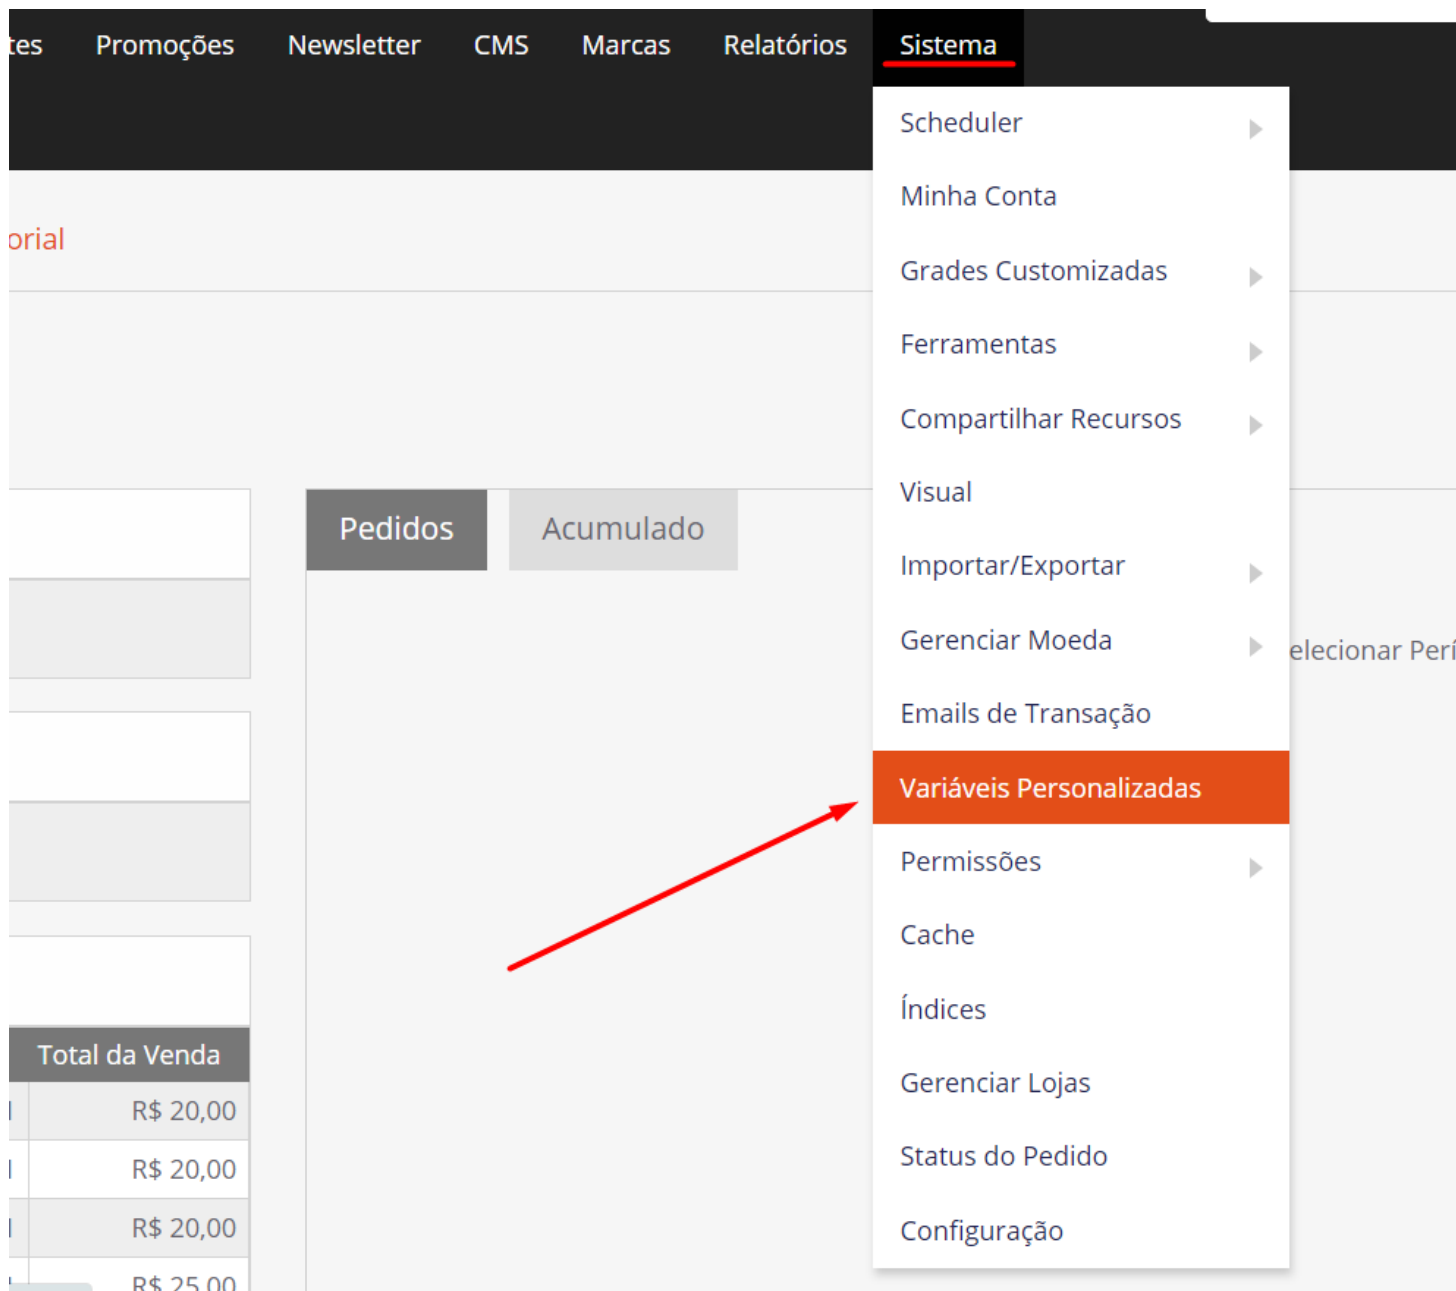 tes Promoções Newsletter CMS Marcas Relatórios Sistema
Scheduler
Minha Conta
orial
Grades Customizadas
Ferramentas
Compartilhar Recursos
Visual
Pedidos Acumulado
Importar/Exportar
Gerenciar Moeda
elecionar Perí
Emails de Transação
Variáveis Personalizadas
Permissões
Cache
Índices
Total da Venda
Gerenciar Lojas
R$ 20,00
Status do Pedido
R$ 20,00
R$ 20,00
Configuração
R$ 25,00